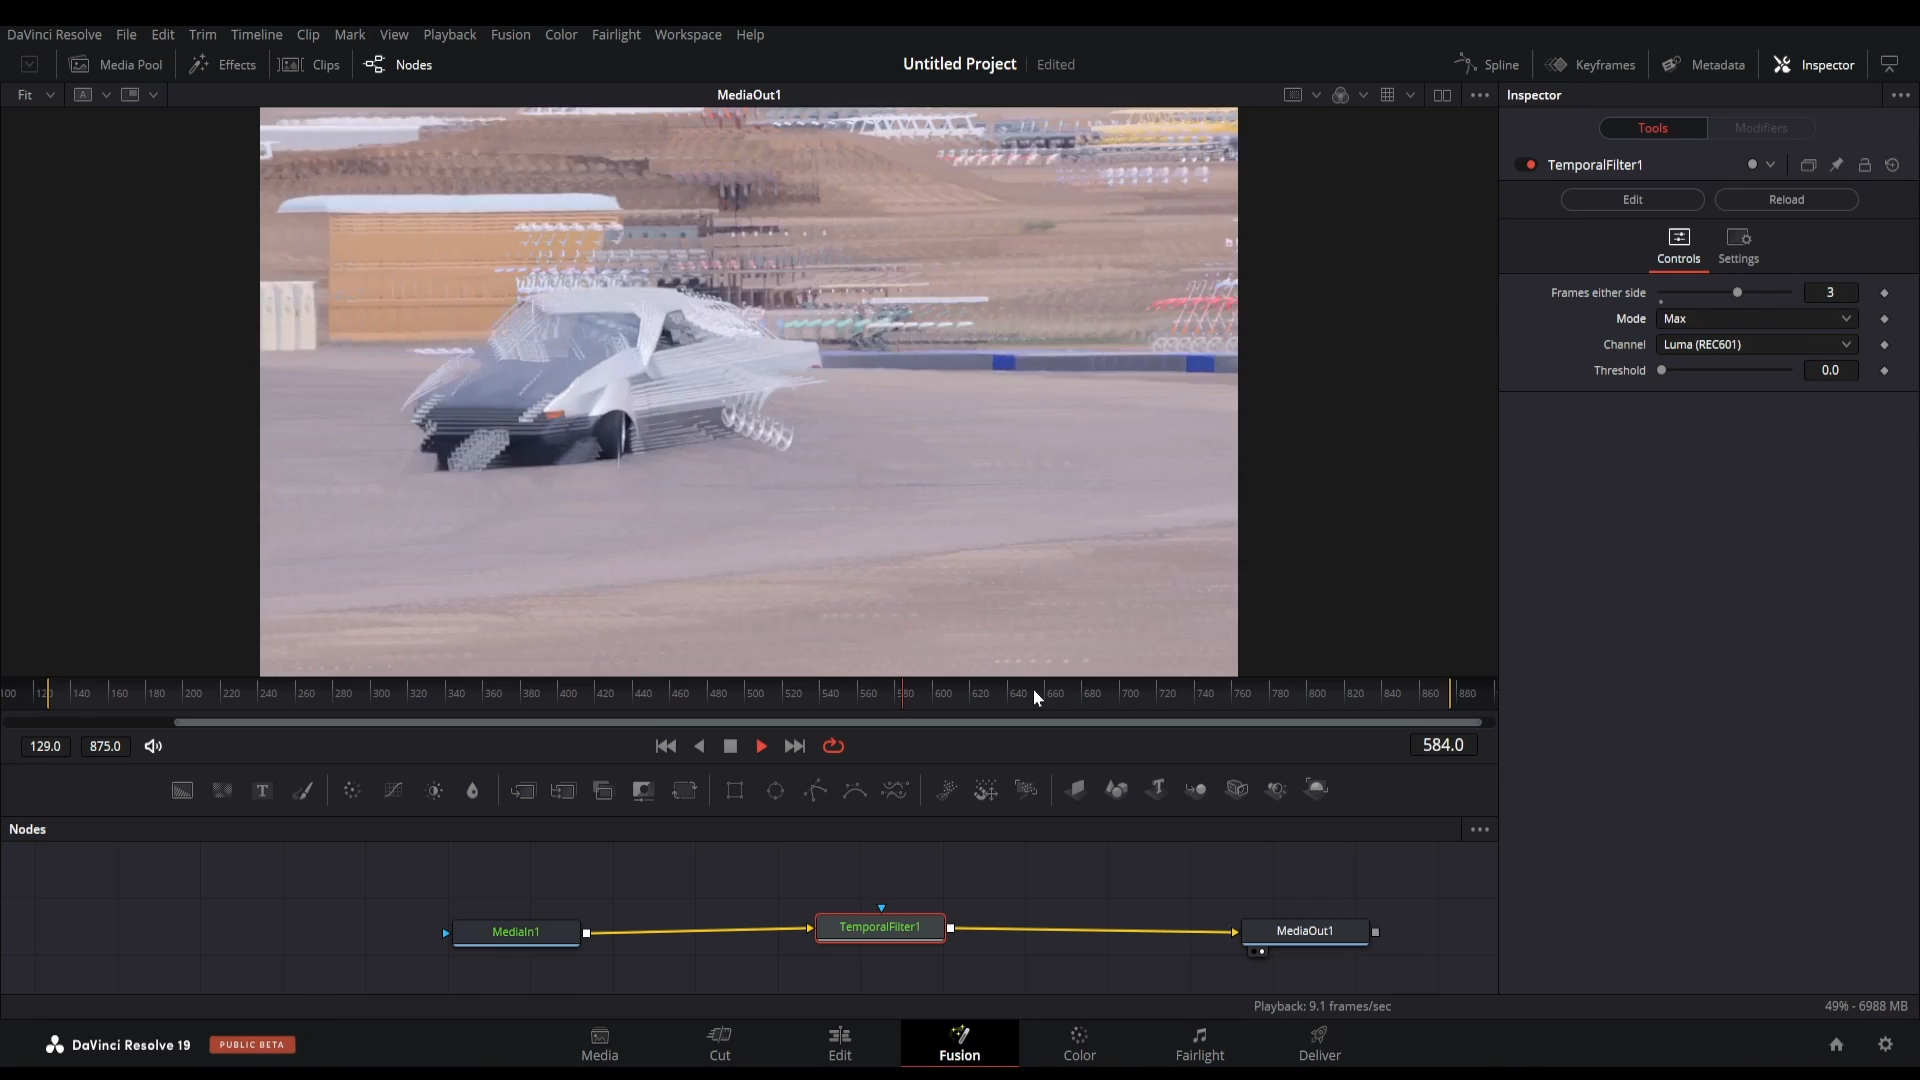 DaVinci Resolve File Edit Trim Timeline Clip Mark View Playback Fusion Color Fairlight Workspace Help
Media Pool Effects Clips Nodes Untitled Project Edited Spline Keyframes Metadata Inspector
Fit A MediaOut1 Inspector
Tools Modifiers
TemporalFilter1
Edit Reload
Controls Settings
Frames either side 3
Mode Max
Channel Luma (REC601)
Threshold 0.0
100 120 140 160 180 200 220 240 260 280 300 320 340 360 380 400 420 440 460 480 500 520 540 560 580 600 620 640 660 680 700 720 740 760 780 800 820 840 860 880
129.0 875.0 584.0
T T
Nodes
MediaIn1 TemporalFilter1 MediaOut1
Playback: 9.1 frames/sec 49% - 6988 MB
DaVinci Resolve 19 PUBLIC BETA Media Cut Edit Fusion Color Fairlight Deliver